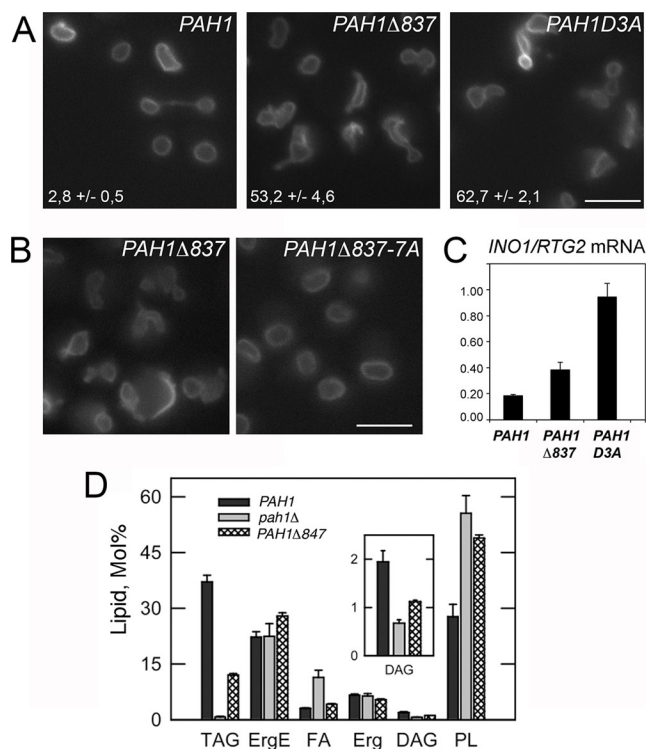 A
PAH1
PAH1Δ837
PAH1D3A
2,8 +/- 0,5
53,2 +/- 4,6
62,7 +/- 2,1
B
PAH1Δ837
PAH1Δ837-7A
C
INO1/RTG2 mRNA
1.00
0.80
0.60
0.40
0.20
0.00
PAH1
PAH1
Δ837
PAH1
D3A
D
Lipid, Mol%
60
45
30
15
0
PAH1
pah1Δ
PAH1Δ847
2
1
0
DAG
TAG ErgE FA Erg DAG PL